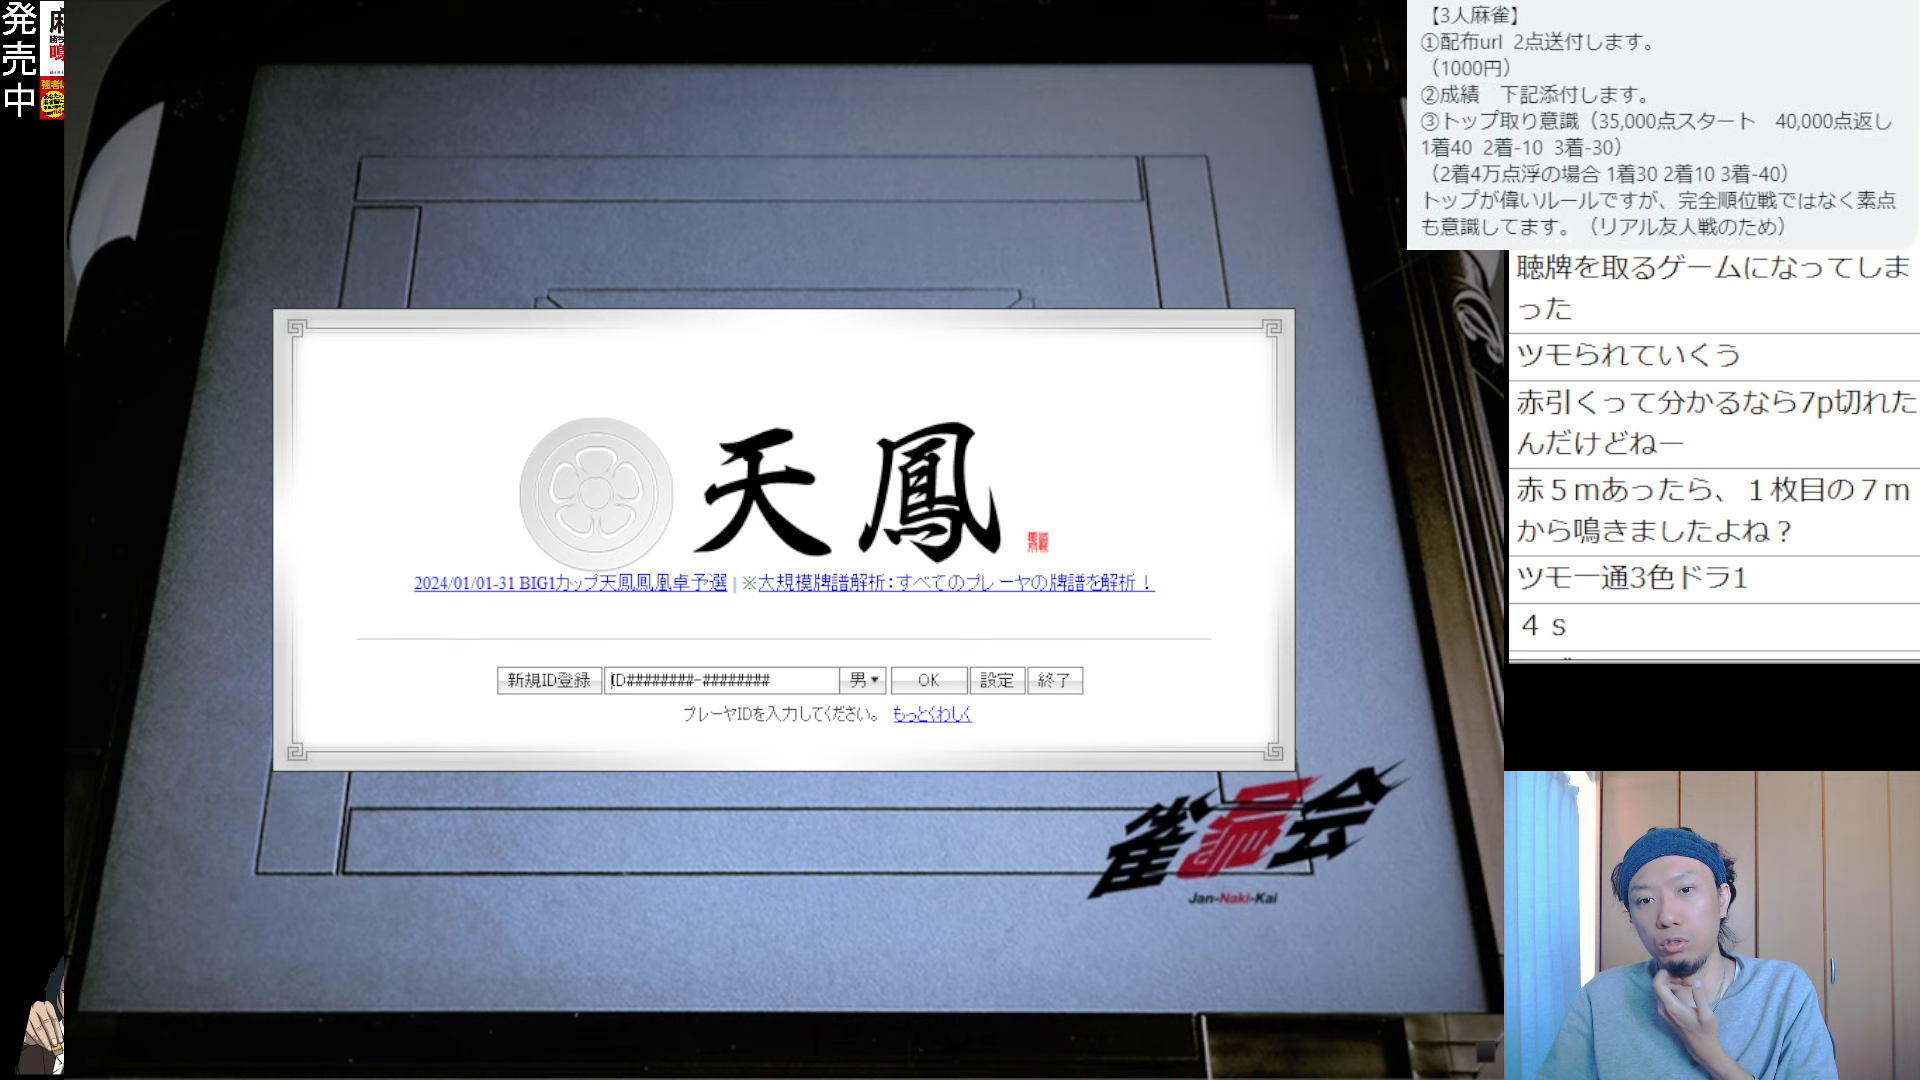 発売中
【3人麻雀】
①配布url 2点送付します。
（1000円）
②成績　下記添付します。
③トップ取り意識（35,000点スタート　40,000点返し
1着40 2着-10 3着-30）
（2着4万点浮の場合 1着30 2着10 3着-40）
トップが偉いルールですが、完全順位戦ではなく素点
も意識してます。（リアル友人戦のため）
聴牌を取るゲームになってしま
った
ツモられていくう
赤引くって分かるなら7p切れた
んだけどねー
赤５ｍあったら、１枚目の７ｍ
から鳴きましたよね？
ツモ一通3色ドラ1
４ｓ
天鳳
2024/01/01-31 BIG1カップ天鳳鳳凰卓予選 | ※大規模牌譜解析：すべてのプレーヤの牌譜を解析！
新規ID登録 ID########-######## 男▼ OK 設定 終了
プレーヤIDを入力してください。 もっとくわしく
雀鳴会
Jan-Naki-Kai